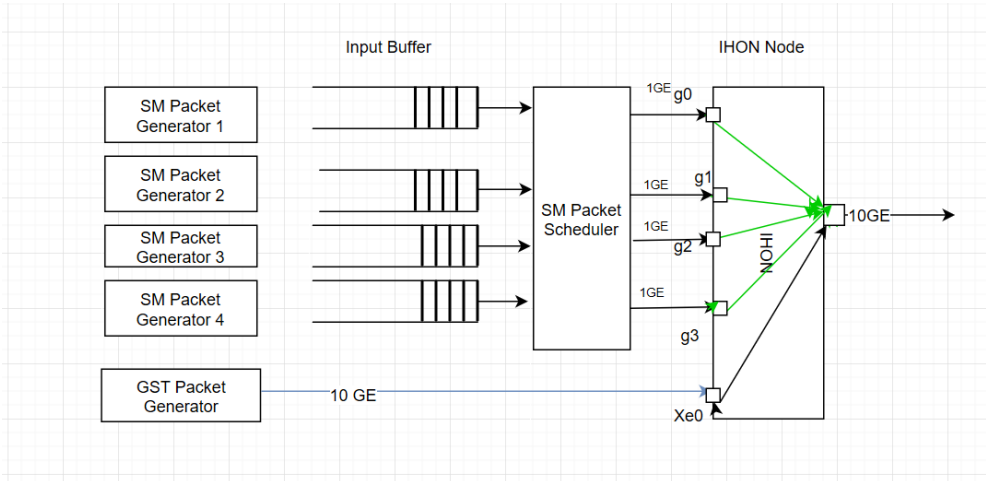 Input Buffer
IHON Node
SM Packet
Generator 1
1GE
g0
SM Packet
Generator 2
g1
1GE
SM Packet
Scheduler
10GE
SM Packet
Generator 3
1GE
g2
IHON
SM Packet
Generator 4
1GE
g3
GST Packet
Generator
10 GE
Xe0